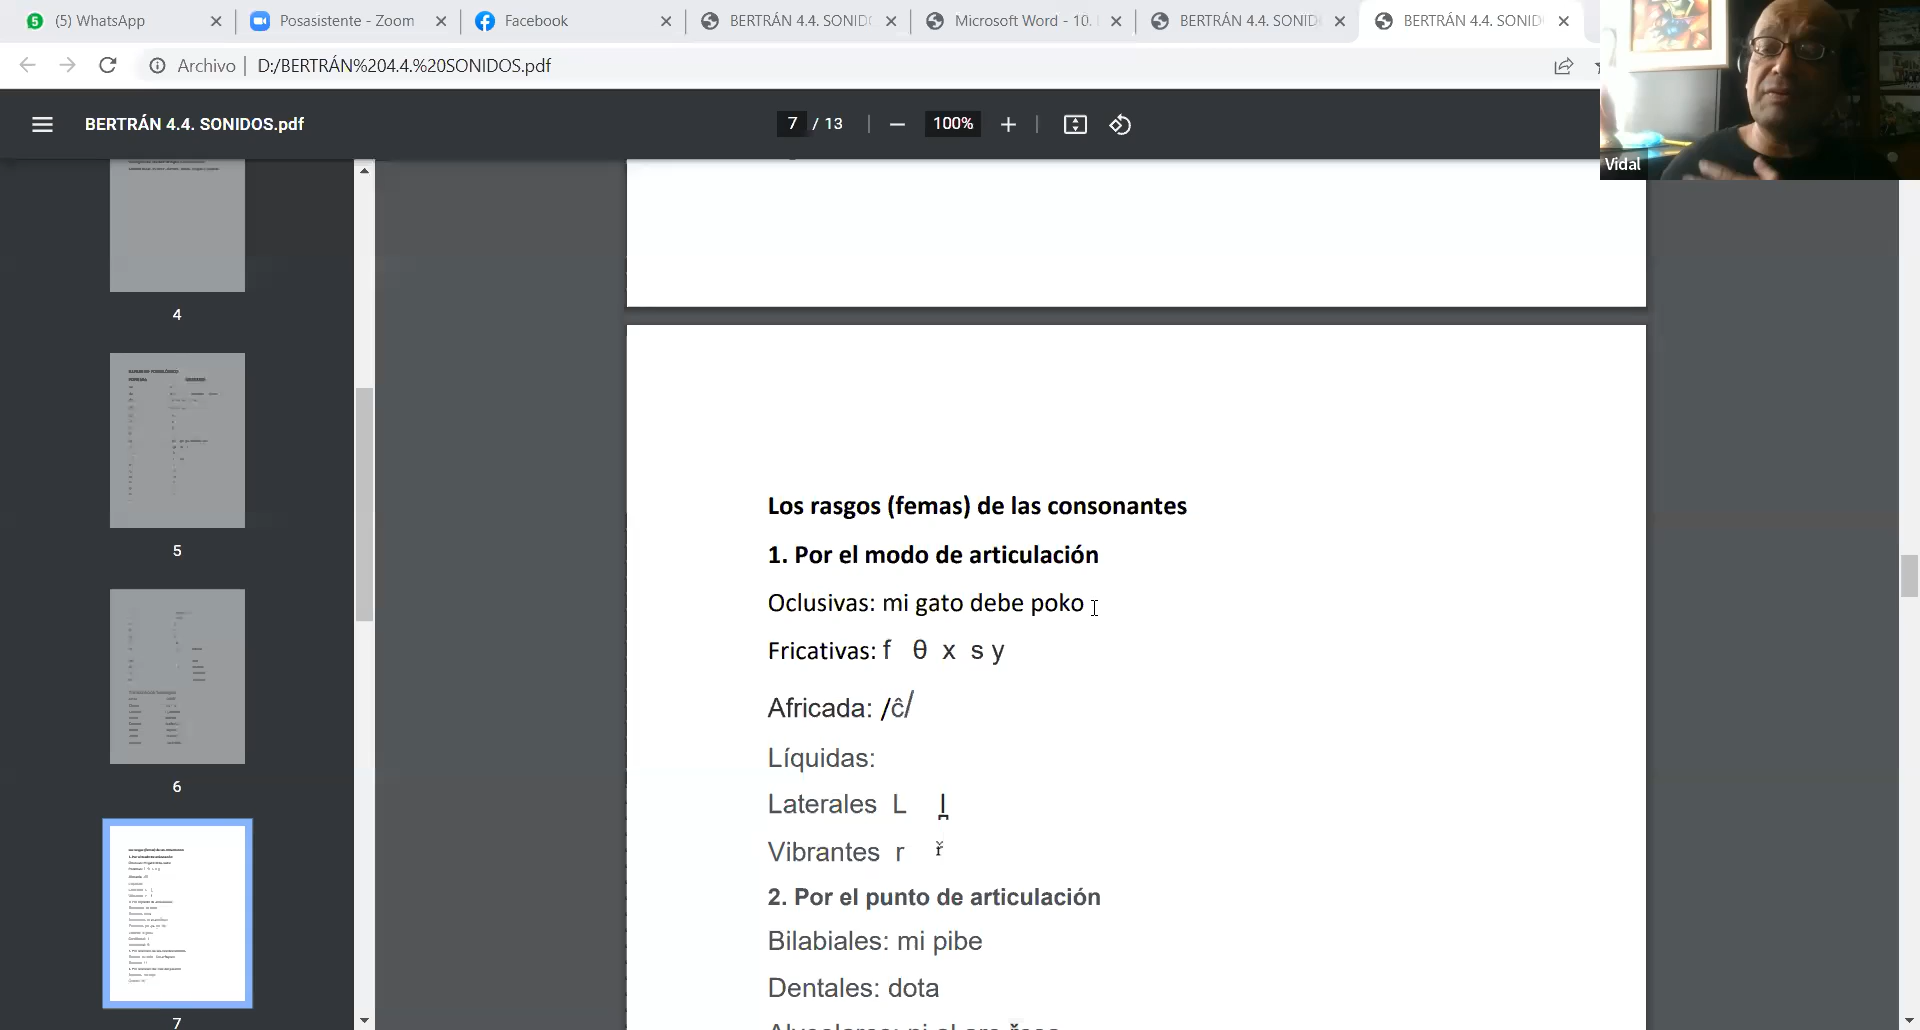 (5) WhatsApp
Posasistente - Zoom
Facebook
BERTRÁN 4.4. SONID
Microsoft Word - 10.
BERTRÁN 4.4. SONID
BERTRÁN 4.4. SONID
Archivo D:/BERTRÁN%204.4.%20SONIDOS.pdf
BERTRÁN 4.4. SONIDOS.pdf
7 / 13
100%
Vidal
4
5
6
7
Los rasgos (femas) de las consonantes
1. Por el modo de articulación
Oclusivas: mi gato debe poko
Fricativas: f θ x s y
Africada: /ĉ/
Líquidas:
Laterales L l̪
Vibrantes r ř
2. Por el punto de articulación
Bilabiales: mi pibe
Dentales: dota